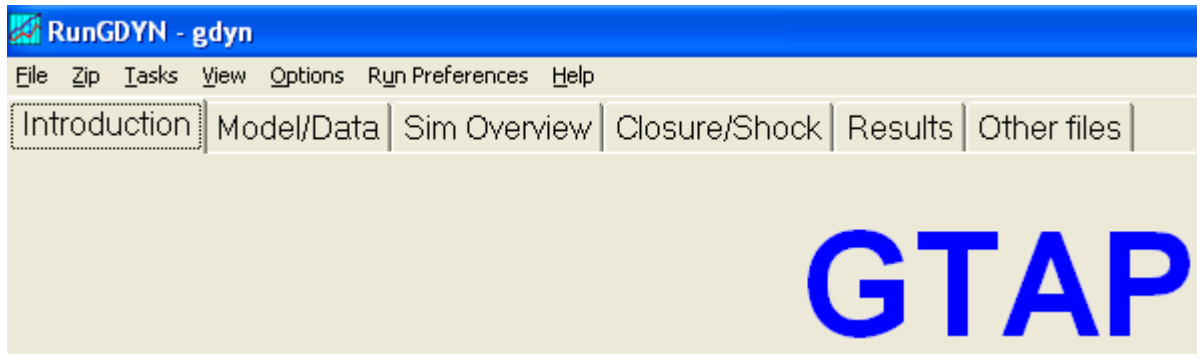 RunGDYN - gdyn
File Zip Tasks View Options Run Preferences Help
Introduction Model/Data Sim Overview Closure/Shock Results Other files
GTAP